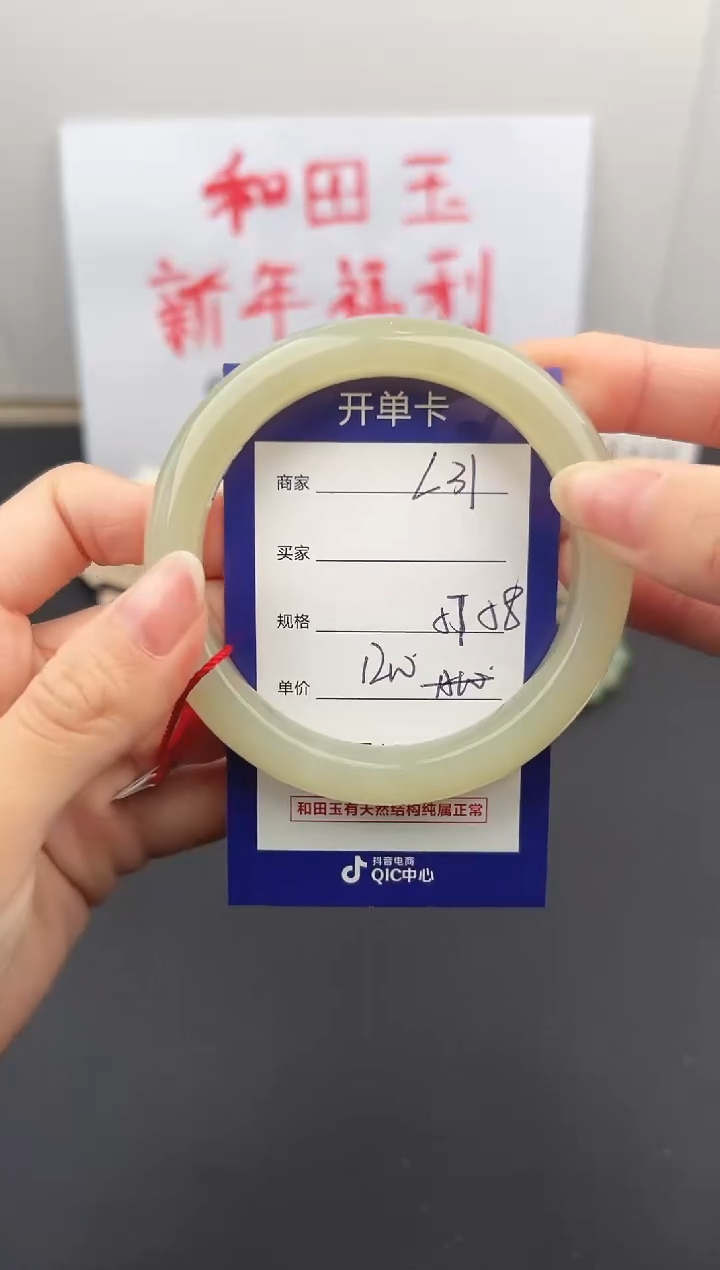 和田玉
新年福利
开单卡
商家 L31
买家
规格
单价
和田玉有天然结构纯属正常
抖音电商
QIC中心